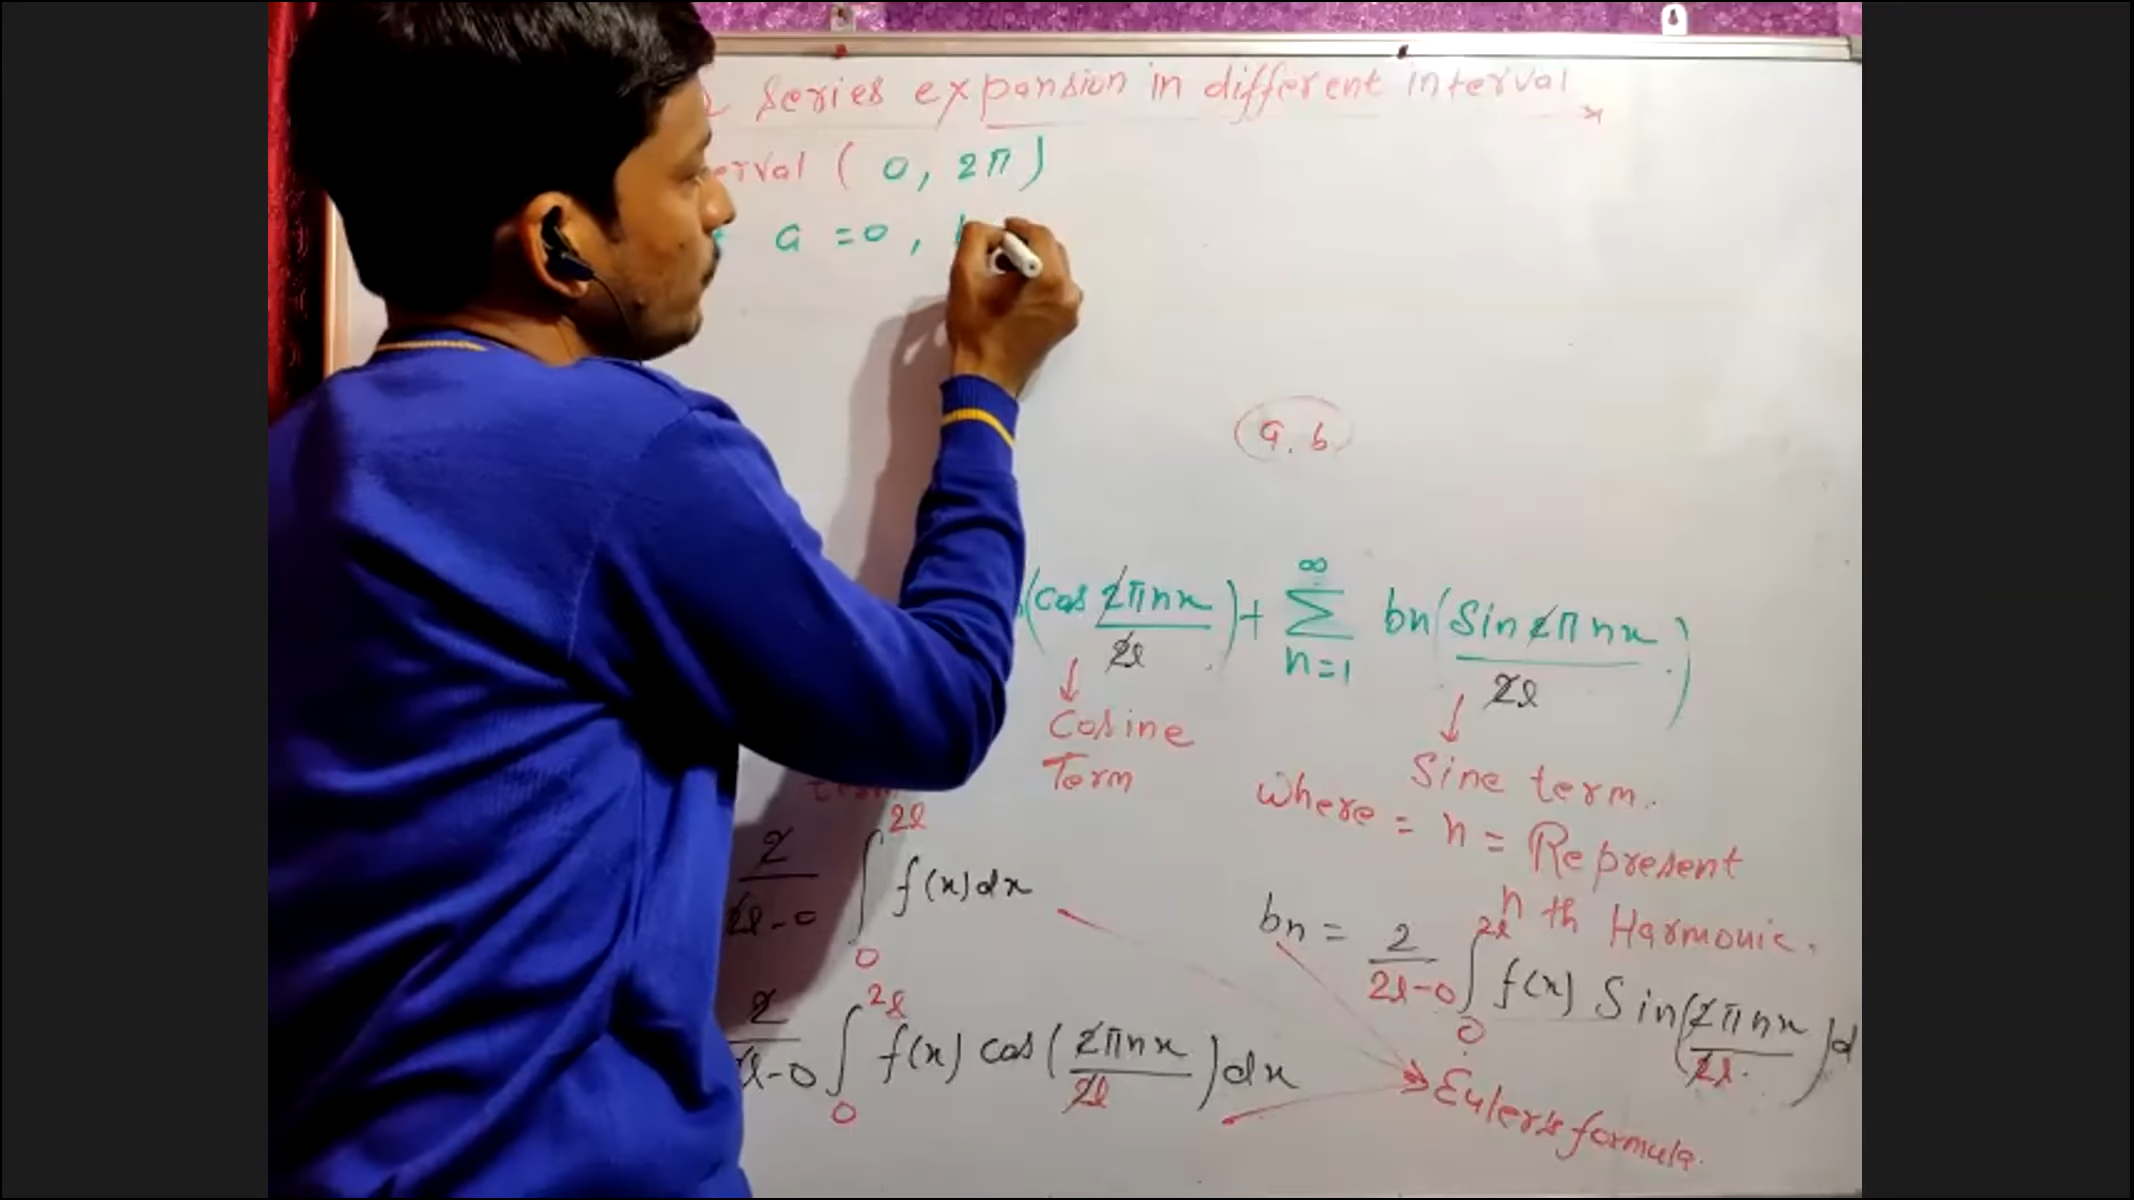 series expansion in different interval
( 0, 2π )
a = 0,
a. b
(cos 2πnx / 2l) + ∞ Σ n=1 bn (Sin 2πnx / 2l)
↓ Cosine Term
↓ Sine term.
where = n = Represent
nth Harmonic.
2 / 2l-0 ∫ 0 2l f(x) dx
bn = 2 / 2l-0 ∫ 0 2l f(x) Sin (2πnx / 2l) d
2 / 2l-0 ∫ 0 2l f(x) cos (2πnx / 2l) dx
Euler's formula.